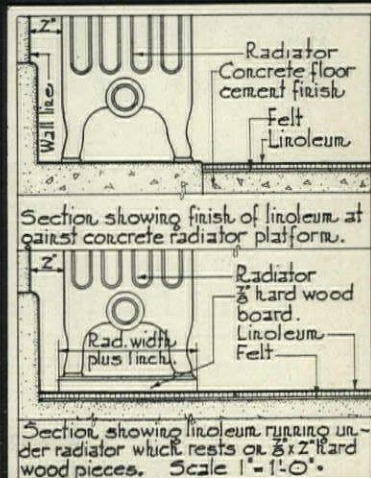 2"
Radiator
Concrete floor
cement finish
Wall line
Felt
Linoleum
Section showing finish of linoleum at
gainst concrete radiator platform.
2"
Radiator
⅞" hard wood
board.
Rad. width
plus 1 inch.
Linoleum
Felt
Section showing linoleum running un-
der radiator which rests on ⅞"x2" hard
wood pieces. Scale 1" = 1'-0".